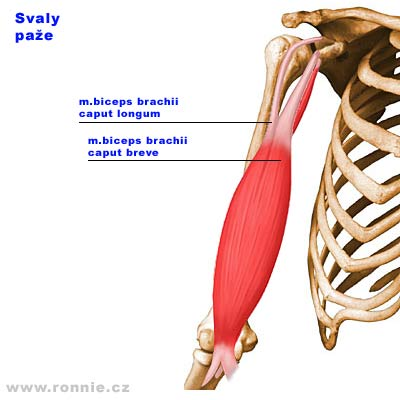 Svaly
paže
m.biceps brachii
caput longum
m.biceps brachii
caput breve
www.ronnie.cz